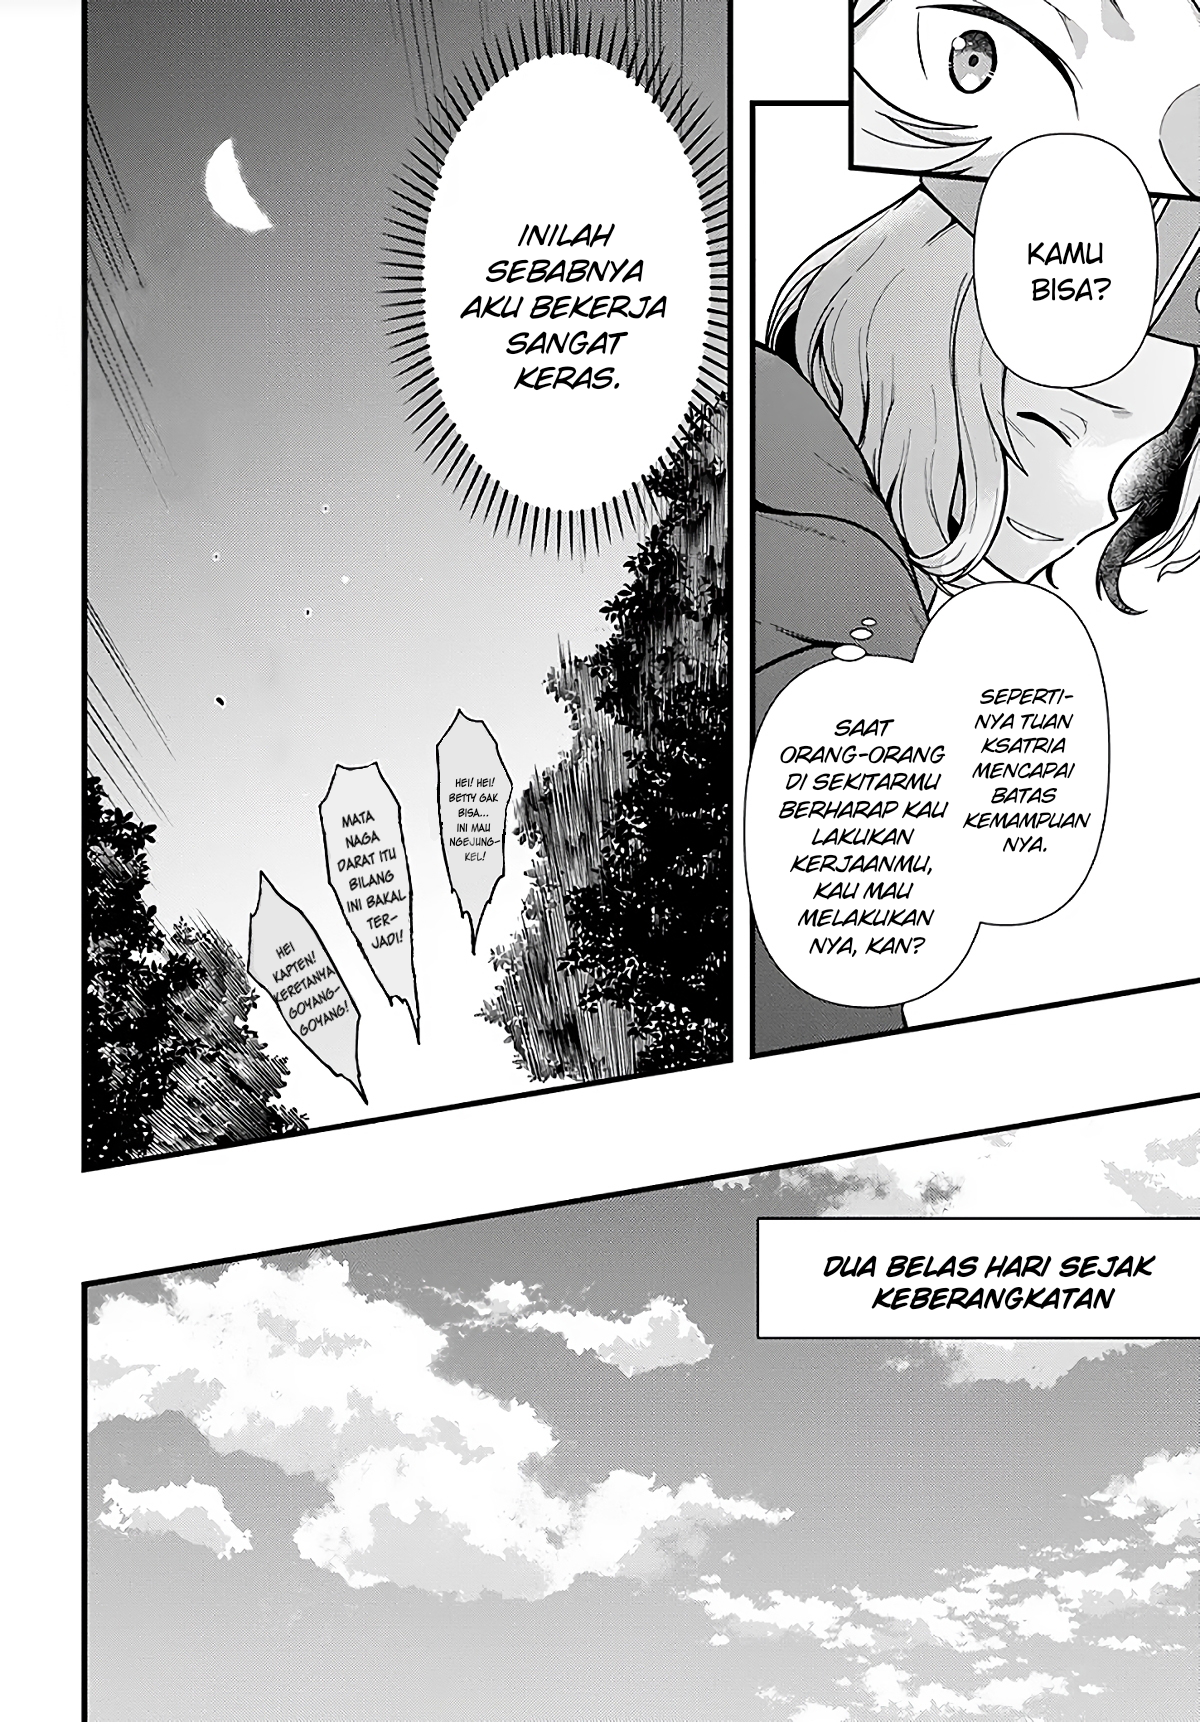 KAMU
BISA?
SEPERTI-
NYA TUAN
KSATRIA
MENCAPAI
BATAS
KEMAMPUAN
NYA.
SAAT
ORANG-ORANG
DI SEKITARMU
BERHARAP KAU
LAKUKAN
KERJAANMU,
KAU MAU
MELAKUKAN
NYA, KAN?
INILAH
SEBABNYA
AKU BEKERJA
SANGAT
KERAS.
HEI! HEI!
BETTY GAK
BISA...
INI MAU
NGEJUNG-
KEL!
MATA
NAGA
DARAT ITU
BILANG
INI BAKAL
TER-
JADI!
HEI
KAPTEN!
KERETANYA
GOYANG-
GOYANG!
DUA BELAS HARI SEJAK
KEBERANGKATAN